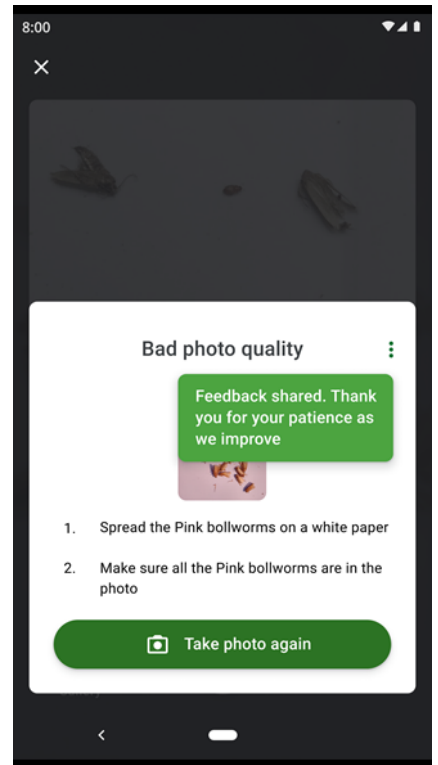 8:00
Bad photo quality
Feedback shared. Thank
you for your patience as
we improve
1. Spread the Pink bollworms on a white paper
2. Make sure all the Pink bollworms are in the
photo
Take photo again